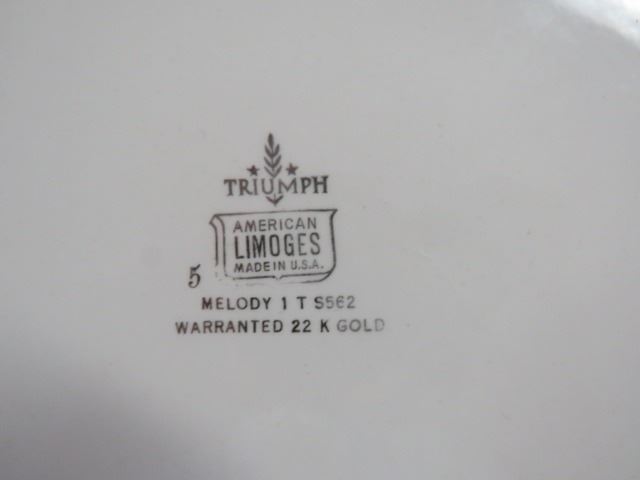 TRIUMPH
AMERICAN
LIMOGES
MADE IN U.S.A.
5
MELODY 1 T S562
WARRANTED 22 K GOLD